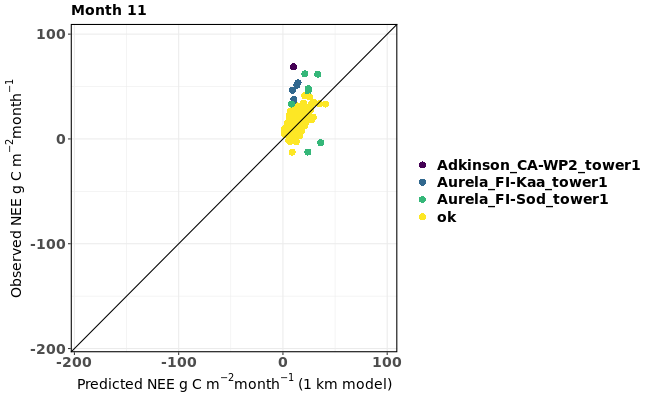 Month 11
100
0
-100
-200
-200 -100 0 100
Observed NEE g C m⁻²month⁻¹
Predicted NEE g C m⁻²month⁻¹ (1 km model)
Adkinson_CA-WP2_tower1
Aurela_FI-Kaa_tower1
Aurela_FI-Sod_tower1
ok